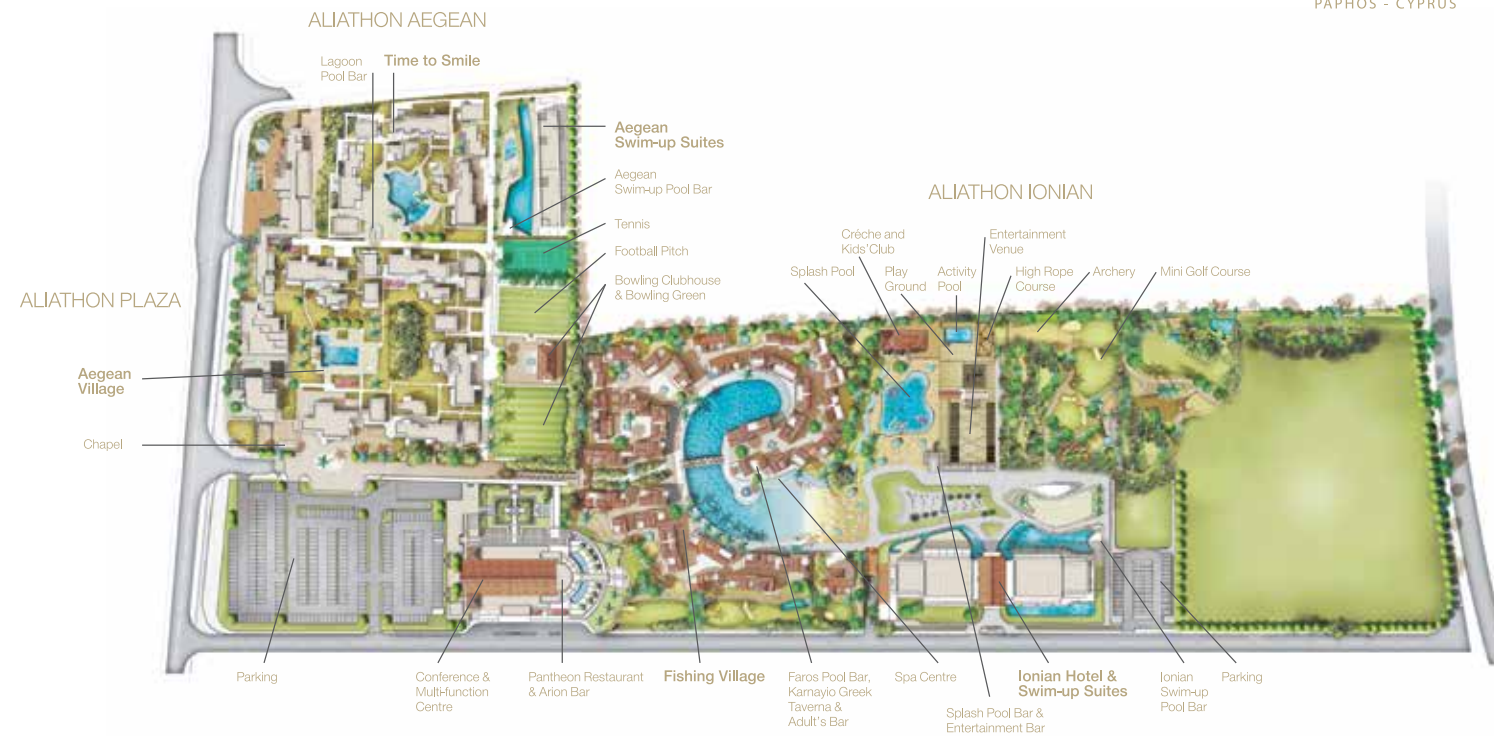 PAPHOS - CYPRUS
ALIATHON AEGEAN
Lagoon
Pool Bar
Time to Smile
Aegean
Swim-up Suites
Aegean
Swim-up Pool Bar
Tennis
Football Pitch
Bowling Clubhouse
& Bowling Green
ALIATHON IONIAN
Crèche and
Kids'Club
Entertainment
Venue
Splash Pool
Play
Ground
Activity
Pool
High Rope
Course
Archery
Mini Golf Course
ALIATHON PLAZA
Aegean
Village
Chapel
Parking
Conference &
Multi-function
Centre
Pantheon Restaurant
& Arion Bar
Fishing Village
Faros Pool Bar,
Karnayio Greek
Taverna &
Adult's Bar
Spa Centre
Splash Pool Bar &
Entertainment Bar
Ionian Hotel &
Swim-up Suites
Ionian
Swim-up
Pool Bar
Parking